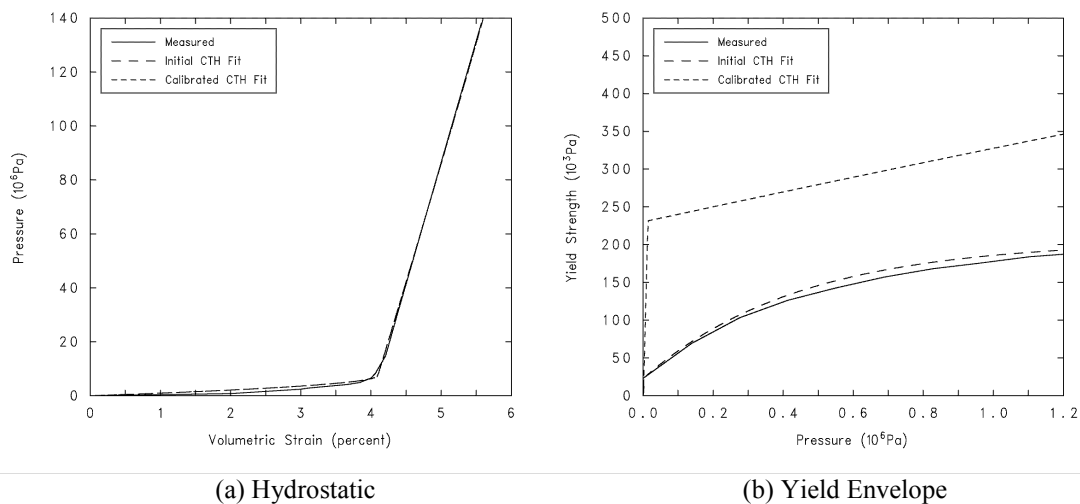 140
120
100
80
60
40
20
0
Pressure (10⁶Pa)
Measured
Initial CTH Fit
Calibrated CTH Fit
0 1 2 3 4 5 6
Volumetric Strain (percent)
(a) Hydrostatic
500
450
400
350
300
250
200
150
100
50
0
Yield Strength (10³Pa)
Measured
Initial CTH Fit
Calibrated CTH Fit
0.0 0.2 0.4 0.6 0.8 1.0 1.2
Pressure (10⁶Pa)
(b) Yield Envelope